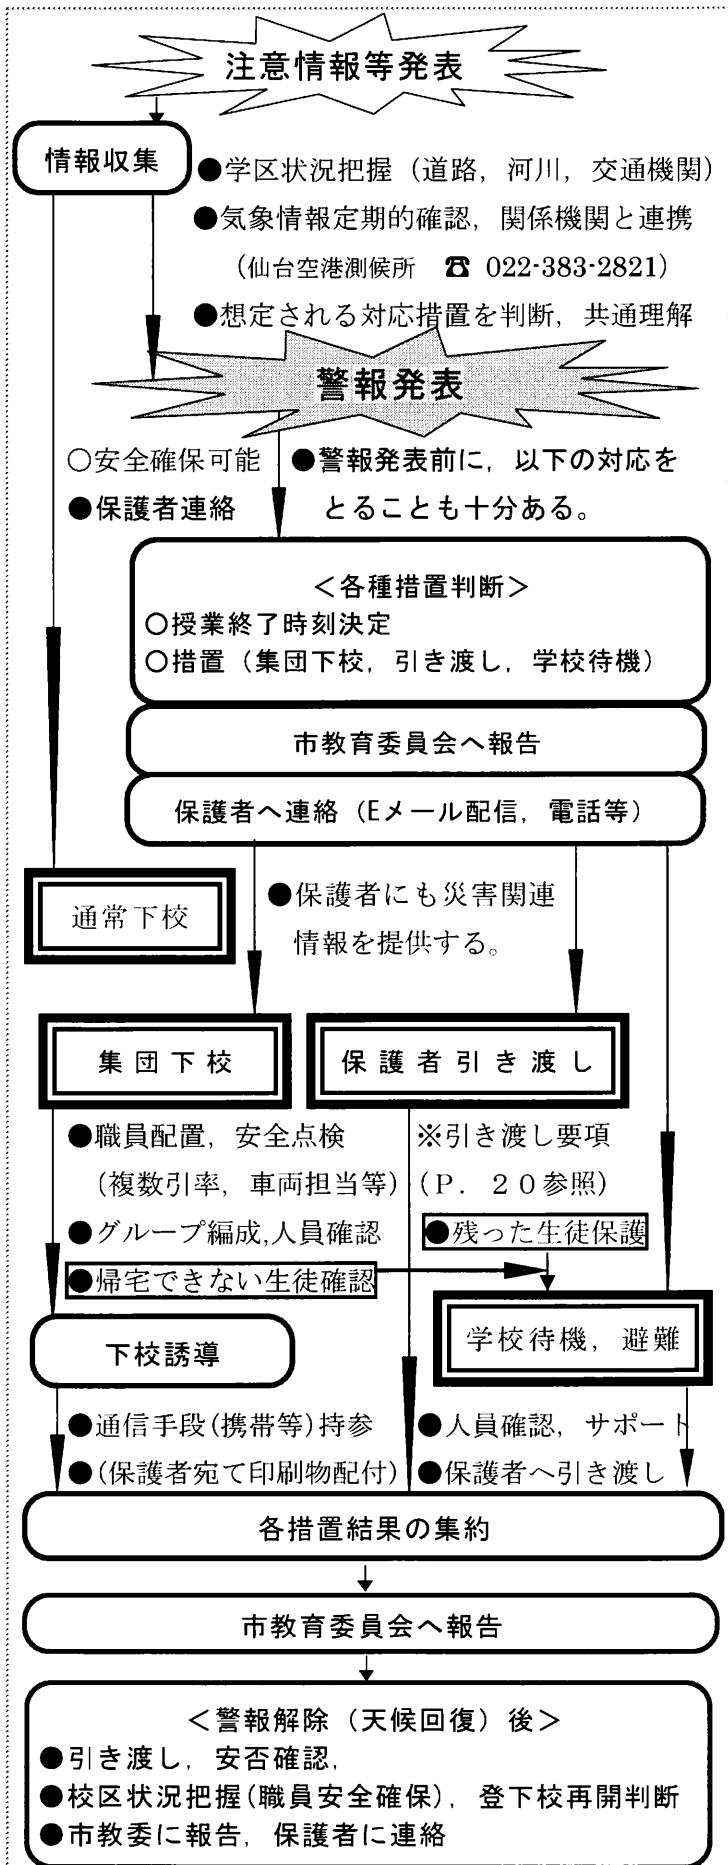 注意情報等発表
情報収集
●学区状況把握（道路，河川，交通機関）
●気象情報定期的確認，関係機関と連携
（仙台空港測候所　☎ 022-383-2821）
●想定される対応措置を判断，共通理解
警報発表
○安全確保可能
●保護者連絡
●警報発表前に，以下の対応を
とることも十分ある。
＜各種措置判断＞
○授業終了時刻決定
○措置（集団下校，引き渡し，学校待機）
市教育委員会へ報告
保護者へ連絡（Eメール配信，電話等）
通常下校
●保護者にも災害関連
情報を提供する。
集団下校
保護者引き渡し
●職員配置，安全点検
（複数引率，車両担当等）
●グループ編成,人員確認
●帰宅できない生徒確認
※引き渡し要項
（P．２０参照）
●残った生徒保護
学校待機，避難
下校誘導
●通信手段(携帯等)持参
●(保護者宛て印刷物配付)
●人員確認，サポート
●保護者へ引き渡し
各措置結果の集約
市教育委員会へ報告
＜警報解除（天候回復）後＞
●引き渡し，安否確認，
●校区状況把握(職員安全確保)，登下校再開判断
●市教委に報告，保護者に連絡